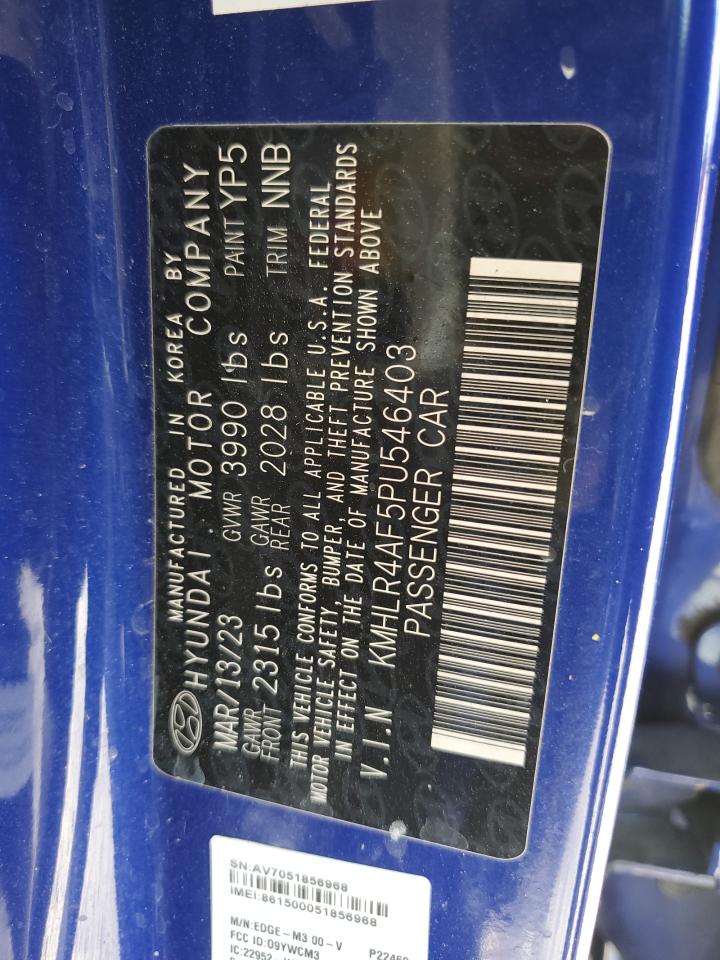 MANUFACTURED IN KOREA BY
HYUNDAI MOTOR COMPANY
MAR/13/23 GVWR 3990 lbs PAINT YP5
GAWR FRONT 2315 lbs GAWR REAR 2028 lbs TRIM NNB
THIS VEHICLE CONFORMS TO ALL APPLICABLE U.S.A. FEDERAL
MOTOR VEHICLE SAFETY, BUMPER, AND THEFT PREVENTION STANDARDS
IN EFFECT ON THE DATE OF MANUFACTURE SHOWN ABOVE
V.I.N KMHLR4AF5PU546403
PASSENGER CAR
SN:AV7051856968
IMEI:861500051856968
M/N:EDGE-M3 00-V
FCC ID:09YWCM3
IC:22952